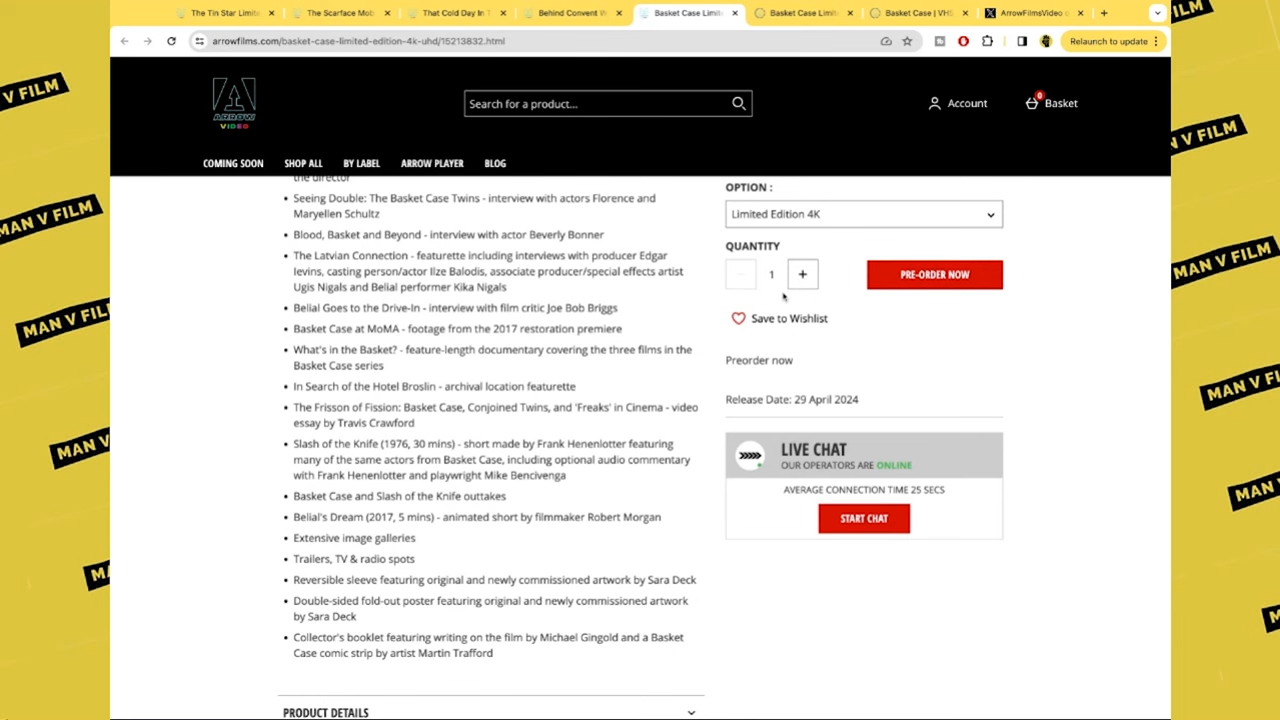 The Tin Star Limite
The Scarface Mob
That Cold Day In T
Behind Convent W
Basket Case Limite
Basket Case Limit
Basket Case | VHS
ArrowFilmsVideo
arrowfilms.com/basket-case-limited-edition-4k-uhd/15213832.html
Relaunch to update
ARROW
VIDEO
Search for a product...
Account
0
Basket
COMING SOON
SHOP ALL
BY LABEL
ARROW PLAYER
BLOG
the director
• Seeing Double: The Basket Case Twins - interview with actors Florence and
Maryellen Schultz
• Blood, Basket and Beyond - interview with actor Beverly Bonner
• The Latvian Connection - featurette including interviews with producer Edgar
Ievins, casting person/actor Ilze Balodis, associate producer/special effects artist
Ugis Nigals and Belial performer Kika Nigals
• Belial Goes to the Drive-In - interview with film critic Joe Bob Briggs
• Basket Case at MoMA - footage from the 2017 restoration premiere
• What's in the Basket? - feature-length documentary covering the three films in the
Basket Case series
• In Search of the Hotel Broslin - archival location featurette
• The Frisson of Fission: Basket Case, Conjoined Twins, and 'Freaks' in Cinema - video
essay by Travis Crawford
• Slash of the Knife (1976, 30 mins) - short made by Frank Henenlotter featuring
many of the same actors from Basket Case, including optional audio commentary
with Frank Henenlotter and playwright Mike Bencivenga
• Basket Case and Slash of the Knife outtakes
• Belial's Dream (2017, 5 mins) - animated short by filmmaker Robert Morgan
• Extensive image galleries
• Trailers, TV & radio spots
• Reversible sleeve featuring original and newly commissioned artwork by Sara Deck
• Double-sided fold-out poster featuring original and newly commissioned artwork
by Sara Deck
• Collector's booklet featuring writing on the film by Michael Gingold and a Basket
Case comic strip by artist Martin Trafford
PRODUCT DETAILS
OPTION :
Limited Edition 4K
QUANTITY
1
+
PRE-ORDER NOW
Save to Wishlist
Preorder now
Release Date: 29 April 2024
LIVE CHAT
OUR OPERATORS ARE ONLINE
AVERAGE CONNECTION TIME 25 SECS
START CHAT
V FILM
MAN V FILM
MAN V FIL
MAN V
MA
ILM
V FILM
MAN V FILM
MAN V FI
MAN V
MAN
M